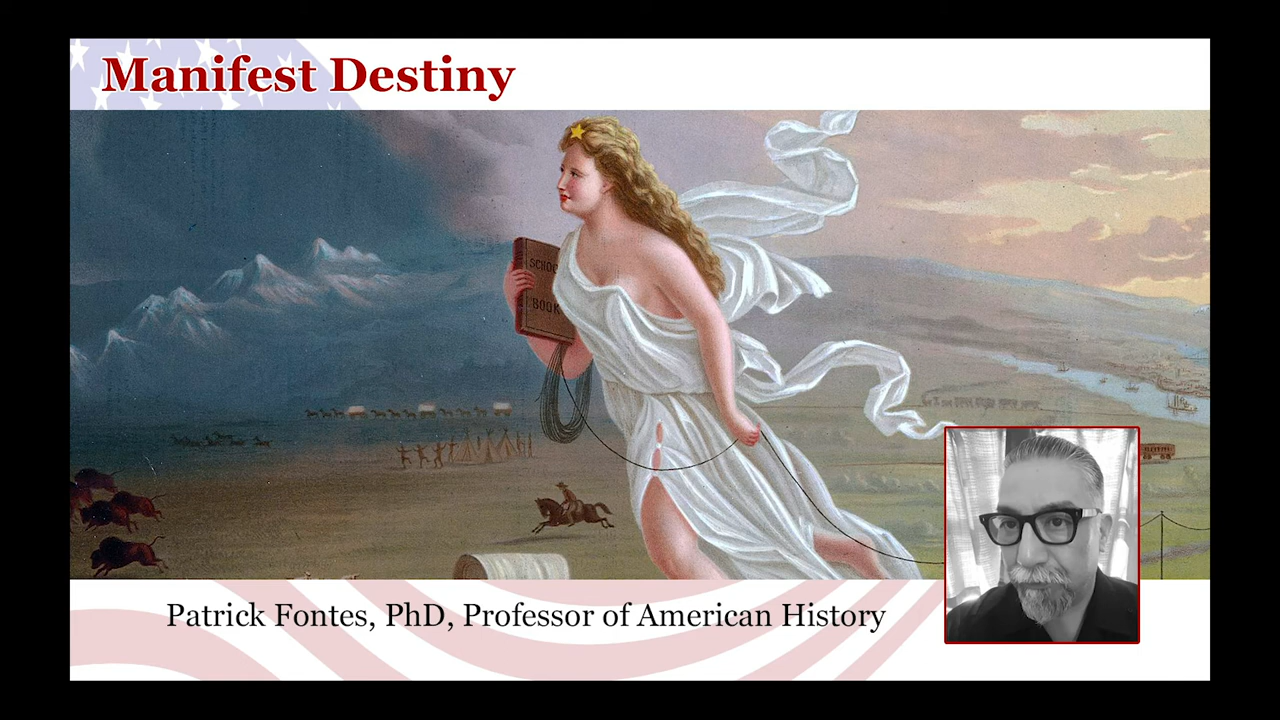 Manifest Destiny
SCHOOL
BOOK
Patrick Fontes, PhD, Professor of American History